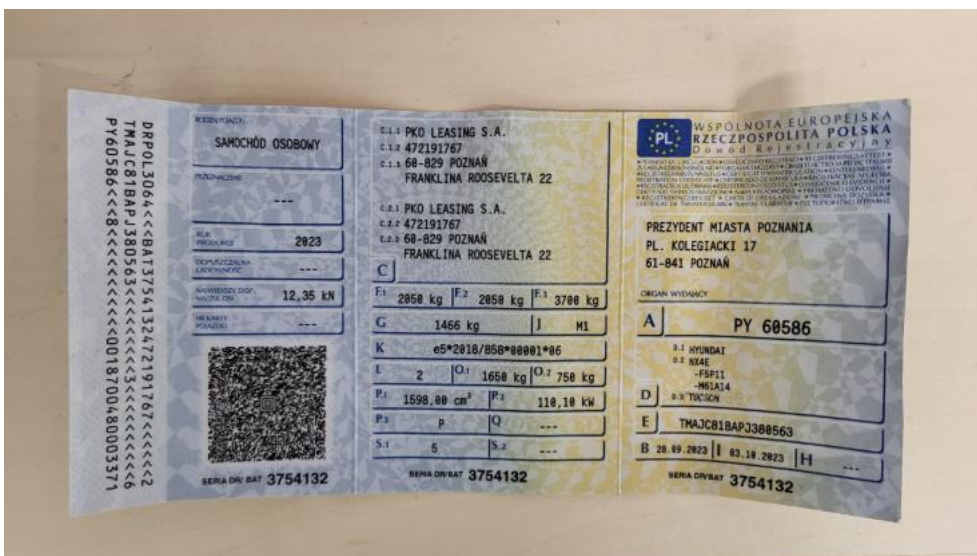 DRPOL3064<<<BAT3754132472191767<<<<<<2
TMAJC81BAPJ380563<<<<<<<3<<<<<<<<<<<6
PY60586<<<8<<<<<<<<<<0018700480003371
RODZAJ POJAZDU
SAMOCHÓD OSOBOWY
PRZEZNACZENIE
---
ROK PRODUKCJI
2023
DOPUSZCZALNA ŁADOWNOŚĆ
---
NAJWIĘKSZY DOP. NACISK OSI
12,35 kN
NR KARTY POJAZDU
---
SERIA DR/ BAT 3754132
C.1.1 PKO LEASING S.A.
C.1.2 472191767
C.1.3 60-829 POZNAŃ
FRANKLINA ROOSEVELTA 22
C.2.1 PKO LEASING S.A.
C.2.2 472191767
C.2.3 60-829 POZNAŃ
FRANKLINA ROOSEVELTA 22
C
F.1 2050 kg F.2 2050 kg F.3 3700 kg
G 1466 kg J M1
K e5*2018/858*00001*06
L 2 O.1 1650 kg O.2 750 kg
P.1 1598,00 cm³ P.2 110,10 kW
P.3 P Q ---
S.1 5 S.2 ---
SERIA DR/BAT 3754132
PL
WSPÓLNOTA EUROPEJSKA
RZECZPOSPOLITA POLSKA
Dowód Rejestracyjny
PREZYDENT MIASTA POZNANIA
PL. KOLEGIACKI 17
61-841 POZNAŃ
ORGAN WYDAJĄCY
A PY 60586
D.1 HYUNDAI
D.2 NX4E
-F5P11
-M61A14
D D.3 TUCSON
E TMAJC81BAPJ380563
B 28.09.2023 I 03.10.2023 H ---
SERIA DR/BAT 3754132